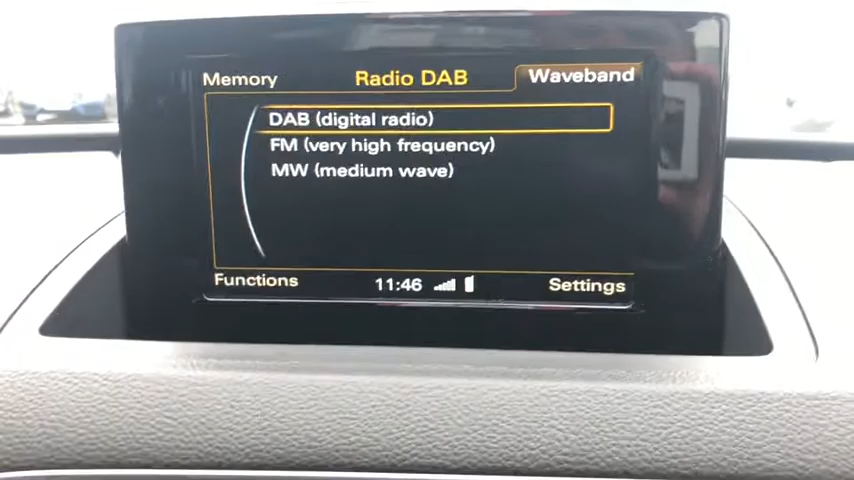 Memory Radio DAB Waveband
DAB (digital radio)
FM (very high frequency)
MW (medium wave)
Functions 11:46 Settings